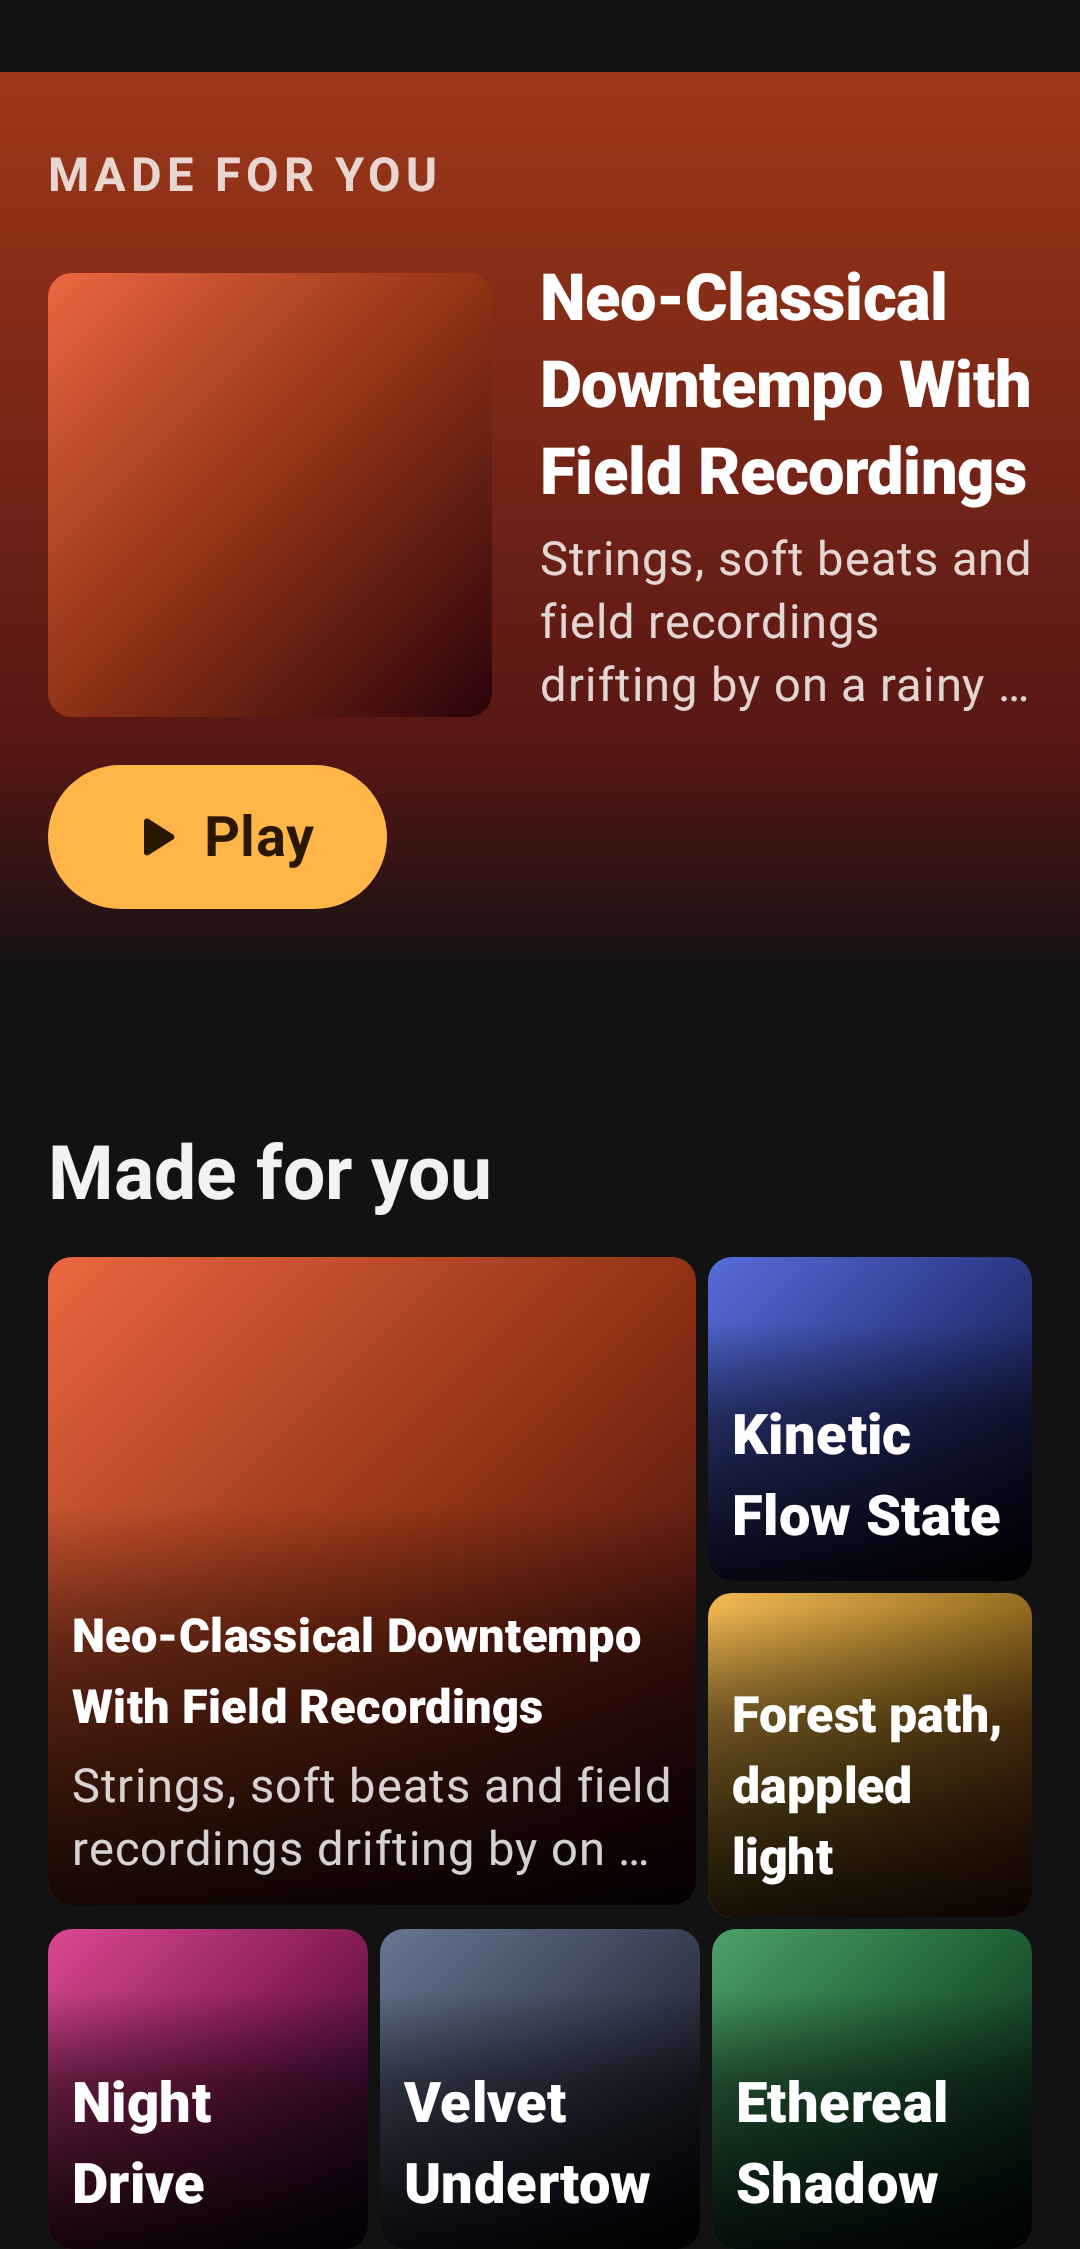 MADE FOR YOU
Neo-Classical
Downtempo With
Field Recordings
Strings, soft beats and
field recordings
drifting by on a rainy …
Play
Made for you
Neo-Classical Downtempo
With Field Recordings
Strings, soft beats and field
recordings drifting by on …
Kinetic
Flow State
Forest path,
dappled
light
Night
Drive
Velvet
Undertow
Ethereal
Shadow